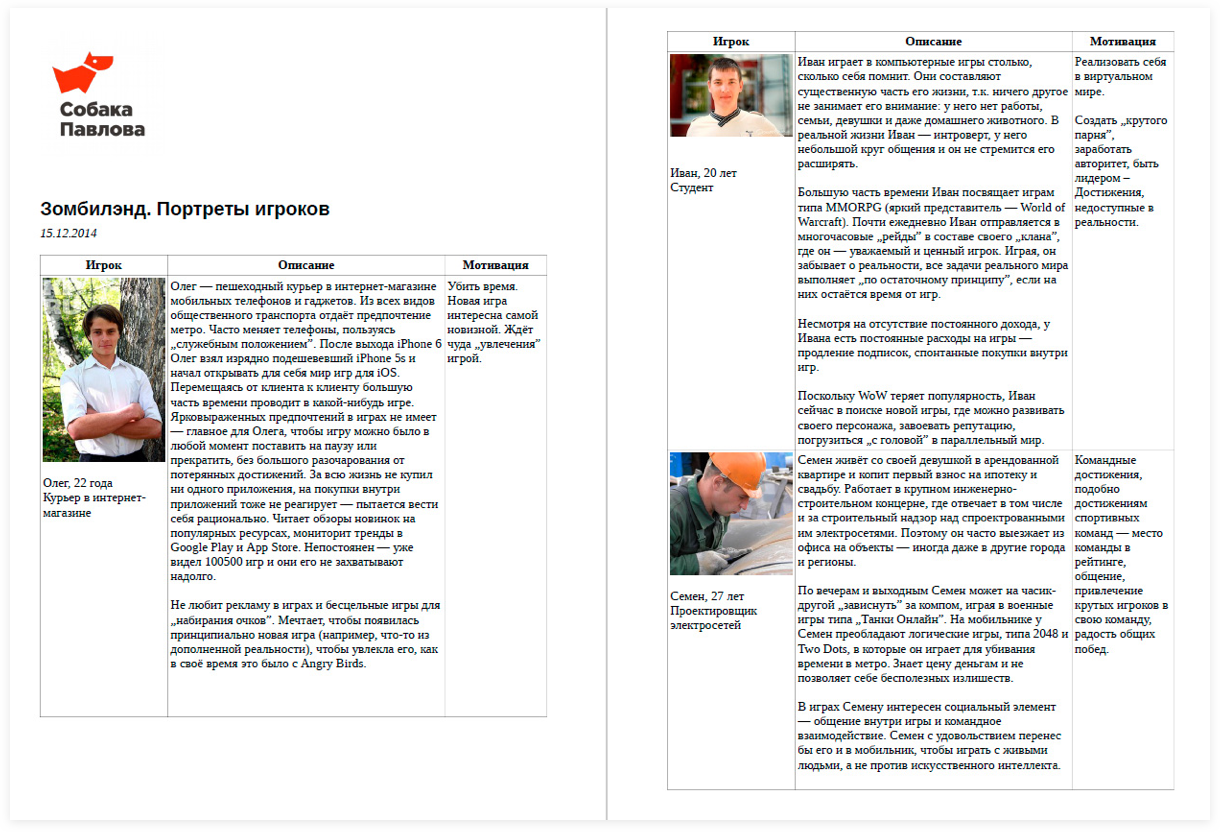 Собака
Павлова
Зомбилэнд. Портреты игроков
15.12.2014
Игрок
Описание
Мотивация
Олег, 22 года
Курьер в интернет-
магазине
Олег — пешеходный курьер в интернет-магазине
мобильных телефонов и гаджетов. Из всех видов
общественного транспорта отдаёт предпочтение
метро. Часто меняет телефоны, пользуясь
„служебным положением”. После выхода iPhone 6
Олег взял изрядно подешевевший iPhone 5s и
начал открывать для себя мир игр для iOS.
Перемещаясь от клиента к клиенту большую
часть времени проводит в какой-нибудь игре.
Ярковыраженных предпочтений в играх не имеет
— главное для Олега, чтобы игру можно было в
любой момент поставить на паузу или
прекратить, без большого разочарования от
потерянных достижений. За всю жизнь не купил
ни одного приложения, на покупки внутри
приложений тоже не реагирует — пытается вести
себя рационально. Читает обзоры новинок на
популярных ресурсах, мониторит тренды в
Google Play и App Store. Непостоянен — уже
видел 100500 игр и они его не захватывают
надолго.
Не любит рекламу в играх и бесцельные игры для
„набирания очков”. Мечтает, чтобы появилась
принципиально новая игра (например, что-то из
дополненной реальности), чтобы увлекла его, как
в своё время это было с Angry Birds.
Убить время.
Новая игра
интересна самой
новизной. Ждёт
чуда „увлечения”
игрой.
Игрок
Описание
Мотивация
Иван, 20 лет
Студент
Иван играет в компьютерные игры столько,
сколько себя помнит. Они составляют
существенную часть его жизни, т.к. ничего другое
не занимает его внимание: у него нет работы,
семьи, девушки и даже домашнего животного. В
реальной жизни Иван — интроверт, у него
небольшой круг общения и он не стремится его
расширять.
Большую часть времени Иван посвящает играм
типа MMORPG (яркий представитель — World of
Warcraft). Почти ежедневно Иван отправляется в
многочасовые „рейды” в составе своего „клана”,
где он — уважаемый и ценный игрок. Играя, он
забывает о реальности, все задачи реального мира
выполняет „по остаточному принципу”, если на
них остаётся время от игр.
Несмотря на отсутствие постоянного дохода, у
Ивана есть постоянные расходы на игры —
продление подписок, спонтанные покупки внутри
игр.
Поскольку WoW теряет популярность, Иван
сейчас в поиске новой игры, где можно развивать
своего персонажа, завоевать репутацию,
погрузиться „с головой” в параллельный мир.
Реализовать себя
в виртуальном
мире.
Создать „крутого
парня”,
заработать
авторитет, быть
лидером –
Достижения,
недоступные в
реальности.
Семен, 27 лет
Проектировщик
электросетей
Семен живёт со своей девушкой в арендованной
квартире и копит первый взнос на ипотеку и
свадьбу. Работает в крупном инженерно-
строительном концерне, где отвечает в том числе
и за строительный надзор над спроектированными
им электросетями. Поэтому он часто выезжает из
офиса на объекты — иногда даже в другие города
и регионы.
По вечерам и выходным Семен может на часик-
другой „зависнуть” за компом, играя в военные
игры типа „Танки Онлайн”. На мобильнике у
Семен преобладают логические игры, типа 2048 и
Two Dots, в которые он играет для убивания
времени в метро. Знает цену деньгам и не
позволяет себе бесполезных излишеств.
В играх Семену интересен социальный элемент
— общение внутри игры и командное
взаимодействие. Семен с удовольствием перенес
бы его и в мобильник, чтобы играть с живыми
людьми, а не против искусственного интеллекта.
Командные
достижения,
подобно
достижениям
спортивных
команд — место
команды в
рейтинге,
общение,
привлечение
крутых игроков в
свою команду,
радость общих
побед.